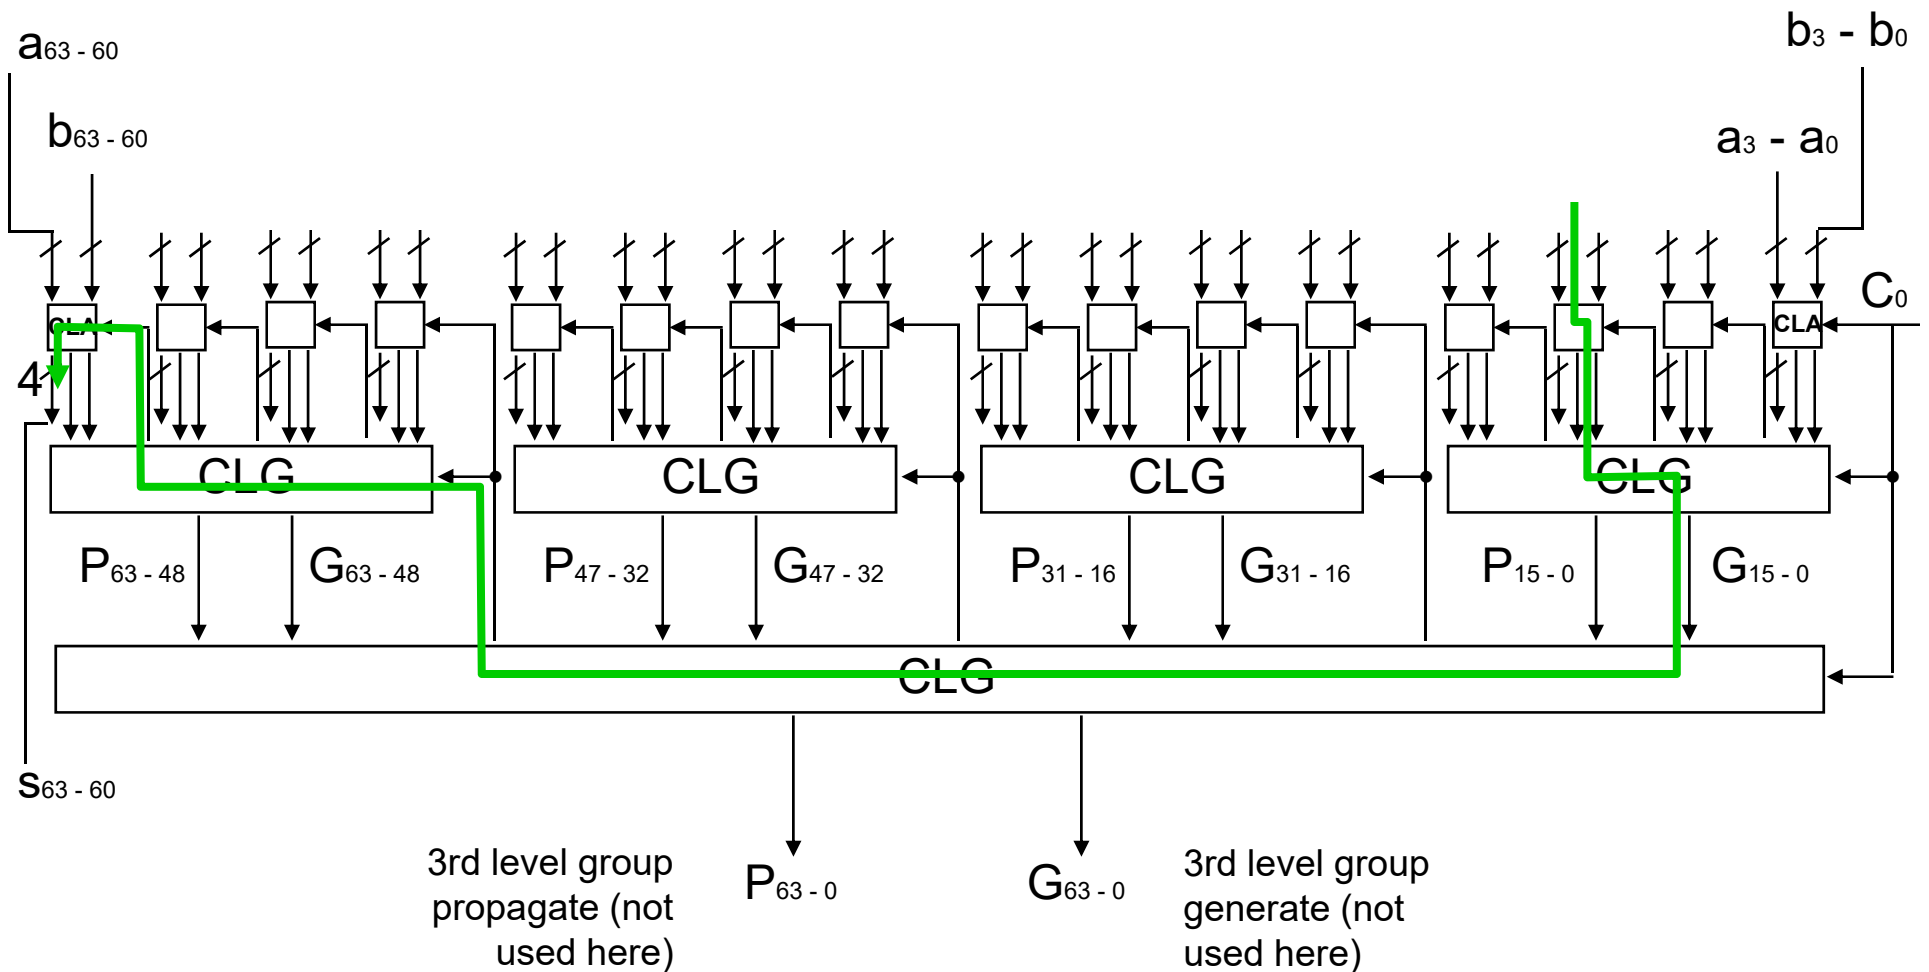 a63 - 60
b3 - b0
b63 - 60
a3 - a0
C0
CLA
CLA
4
CLG
CLG
CLG
CLG
P63 - 48
G63 - 48
P47 - 32
G47 - 32
P31 - 16
G31 - 16
P15 - 0
G15 - 0
CLG
s63 - 60
3rd level group
propagate (not
used here)
P63 - 0
G63 - 0
3rd level group
generate (not
used here)